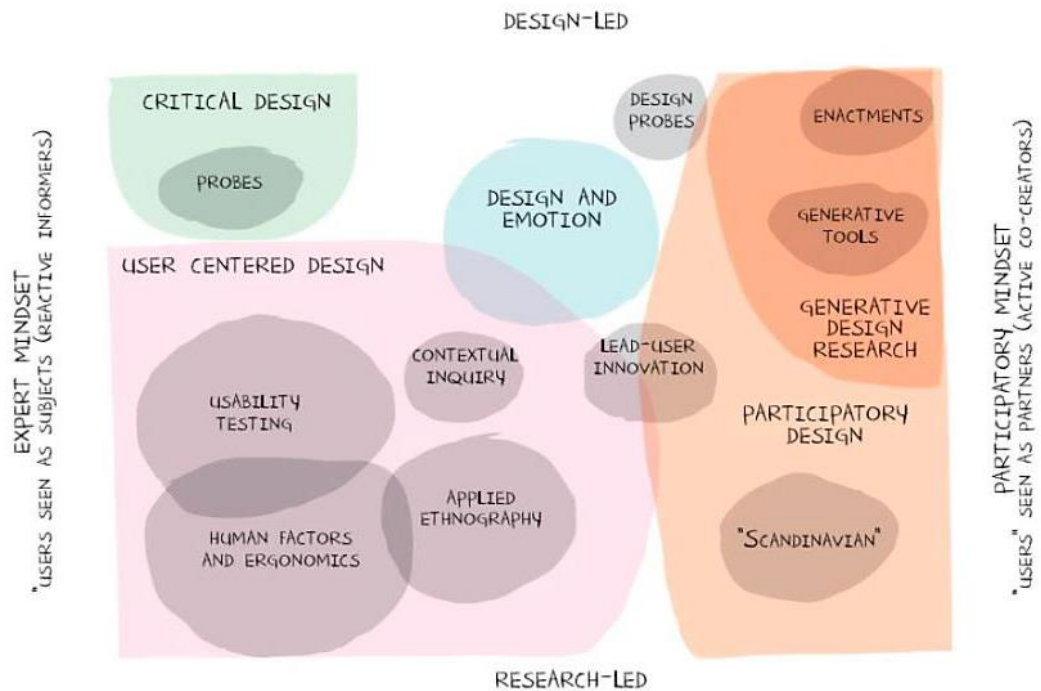 DESIGN-LED
CRITICAL DESIGN
PROBES
DESIGN
PROBES
ENACTMENTS
DESIGN AND
EMOTION
GENERATIVE
TOOLS
GENERATIVE
DESIGN
RESEARCH
USER CENTERED DESIGN
CONTEXTUAL
INQUIRY
LEAD-USER
INNOVATION
USABILITY
TESTING
PARTICIPATORY
DESIGN
APPLIED
ETHNOGRAPHY
HUMAN FACTORS
AND ERGONOMICS
"SCANDINAVIAN"
RESEARCH-LED
EXPERT MINDSET
"USERS SEEN AS SUBJECTS (REACTIVE INFORMERS)
PARTICIPATORY MINDSET
"USERS" SEEN AS PARTNERS (ACTIVE CO-CREATORS)